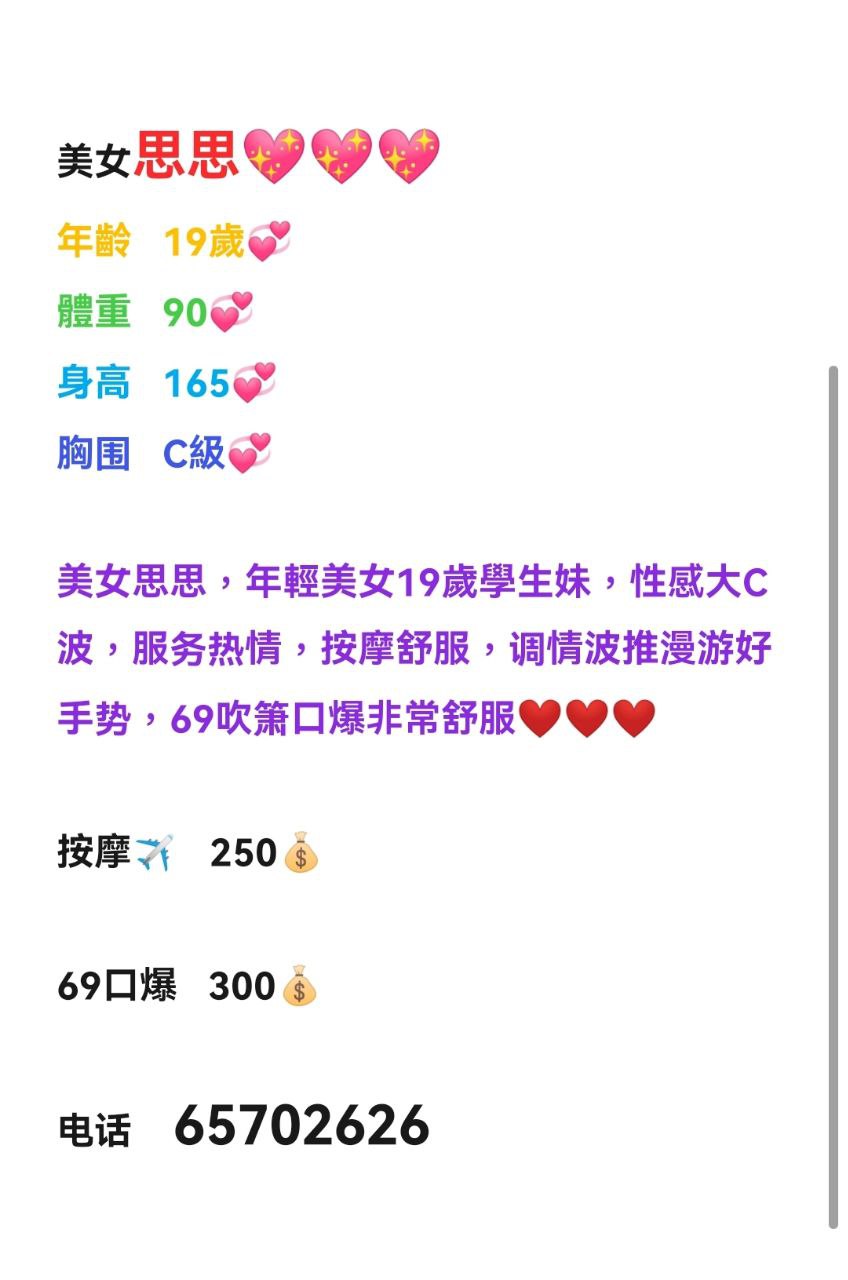 美女思思💖💖💖
年齡 19歲💞
體重 90💞
身高 165💞
胸围 C級💞
美女思思，年輕美女19歲學生妹，性感大C
波，服务热情，按摩舒服，调情波推漫游好
手势，69吹箫口爆非常舒服❤️❤️❤️
按摩✈️ 250💰
69口爆 300💰
电话 65702626